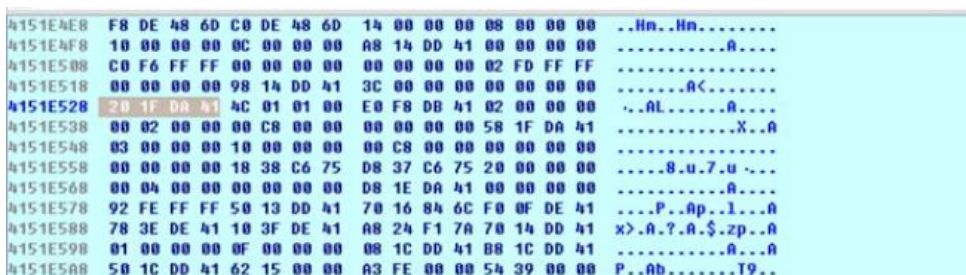 4151E4E8 F8 DE 48 6D C0 DE 48 6D 14 00 00 00 08 00 00 00 ..Hm..Hm........
4151E4F8 10 00 00 00 0C 00 00 00 A8 14 DD 41 00 00 00 00 ...........A....
4151E508 C0 F6 FF FF 00 00 00 00 00 00 00 00 02 FD FF FF ................
4151E518 00 00 00 00 98 14 DD 41 3C 00 00 00 00 00 00 00 .......A<.......
4151E528 20 1F DA 41 4C 01 01 00 E0 F8 DB 41 02 00 00 00 ..AL......A....
4151E538 00 02 00 00 00 C8 00 00 00 00 00 00 58 1F DA 41 ............X..A
4151E548 03 00 00 00 10 00 00 00 00 C8 00 00 00 00 00 00 ................
4151E558 00 00 00 00 18 38 C6 75 D8 37 C6 75 20 00 00 00 .....8.u.7.u ...
4151E568 00 04 00 00 00 00 00 00 D8 1E DA 41 00 00 00 00 ...........A....
4151E578 92 FE FF FF 50 13 DD 41 70 16 84 6C F0 0F DE 41 ....P..Ap..l...A
4151E588 78 3E DE 41 10 3F DE 41 A8 24 F1 7A 70 14 DD 41 x>.A.?.A.$.zp..A
4151E598 01 00 00 00 0F 00 00 00 08 1C DD 41 B8 1C DD 41 ...........A...A
4151E5A8 50 1C DD 41 62 15 00 00 A3 FE 00 00 54 39 00 00 P..Ab.......T9..